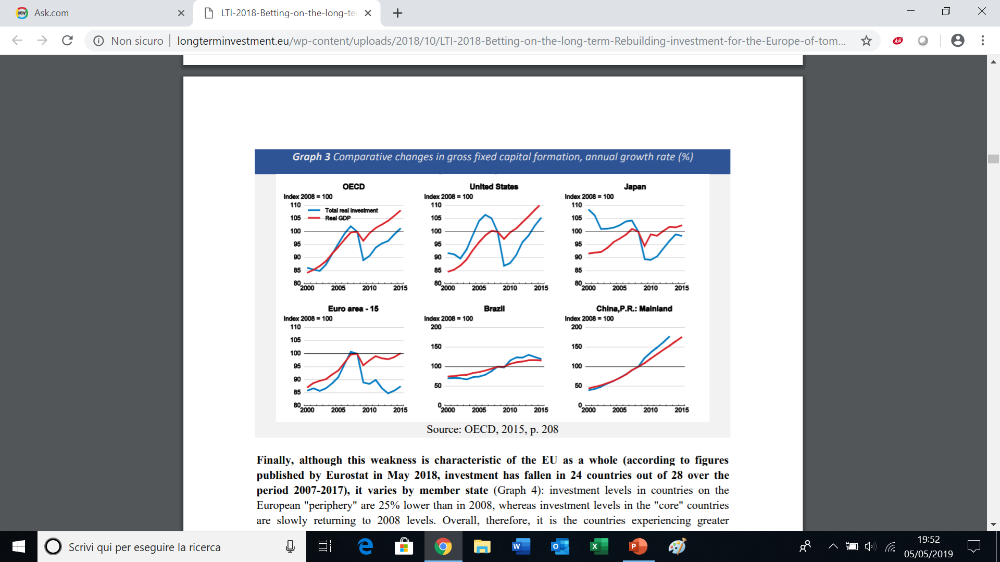 Ask.com
LTI-2018-Betting-on-the-long-te
Non sicuro
longterminvestment.eu/wp-content/uploads/2018/10/LTI-2018-Betting-on-the-long-term-Rebuilding-investment-for-the-Europe-of-tom...
Graph 3 Comparative changes in gross fixed capital formation, annual growth rate (%)
OECD
Index 2008 = 100
110
105
100
95
90
85
80
Total real investment
Real GDP
2000 2005 2010 2015
United States
Index 2008 = 100
110
105
100
95
90
85
80
2000 2005 2010 2015
Japan
Index 2008 = 100
110
105
100
95
90
85
80
2000 2005 2010 2015
Euro area - 15
Index 2008 = 100
110
105
100
95
90
85
80
2000 2005 2010 2015
Brazil
Index 2008 = 100
200
150
100
50
0
2000 2005 2010 2015
China,P.R.: Mainland
Index 2008 = 100
200
150
100
50
0
2000 2005 2010 2015
Source: OECD, 2015, p. 208
Finally, although this weakness is characteristic of the EU as a whole (according to figures
published by Eurostat in May 2018, investment has fallen in 24 countries out of 28 over the
period 2007-2017), it varies by member state (Graph 4): investment levels in countries on the
European "periphery" are 25% lower than in 2008, whereas investment levels in the "core" countries
are slowly returning to 2008 levels. Overall, therefore, it is the countries experiencing greater
Scrivi qui per eseguire la ricerca
19:52
05/05/2019